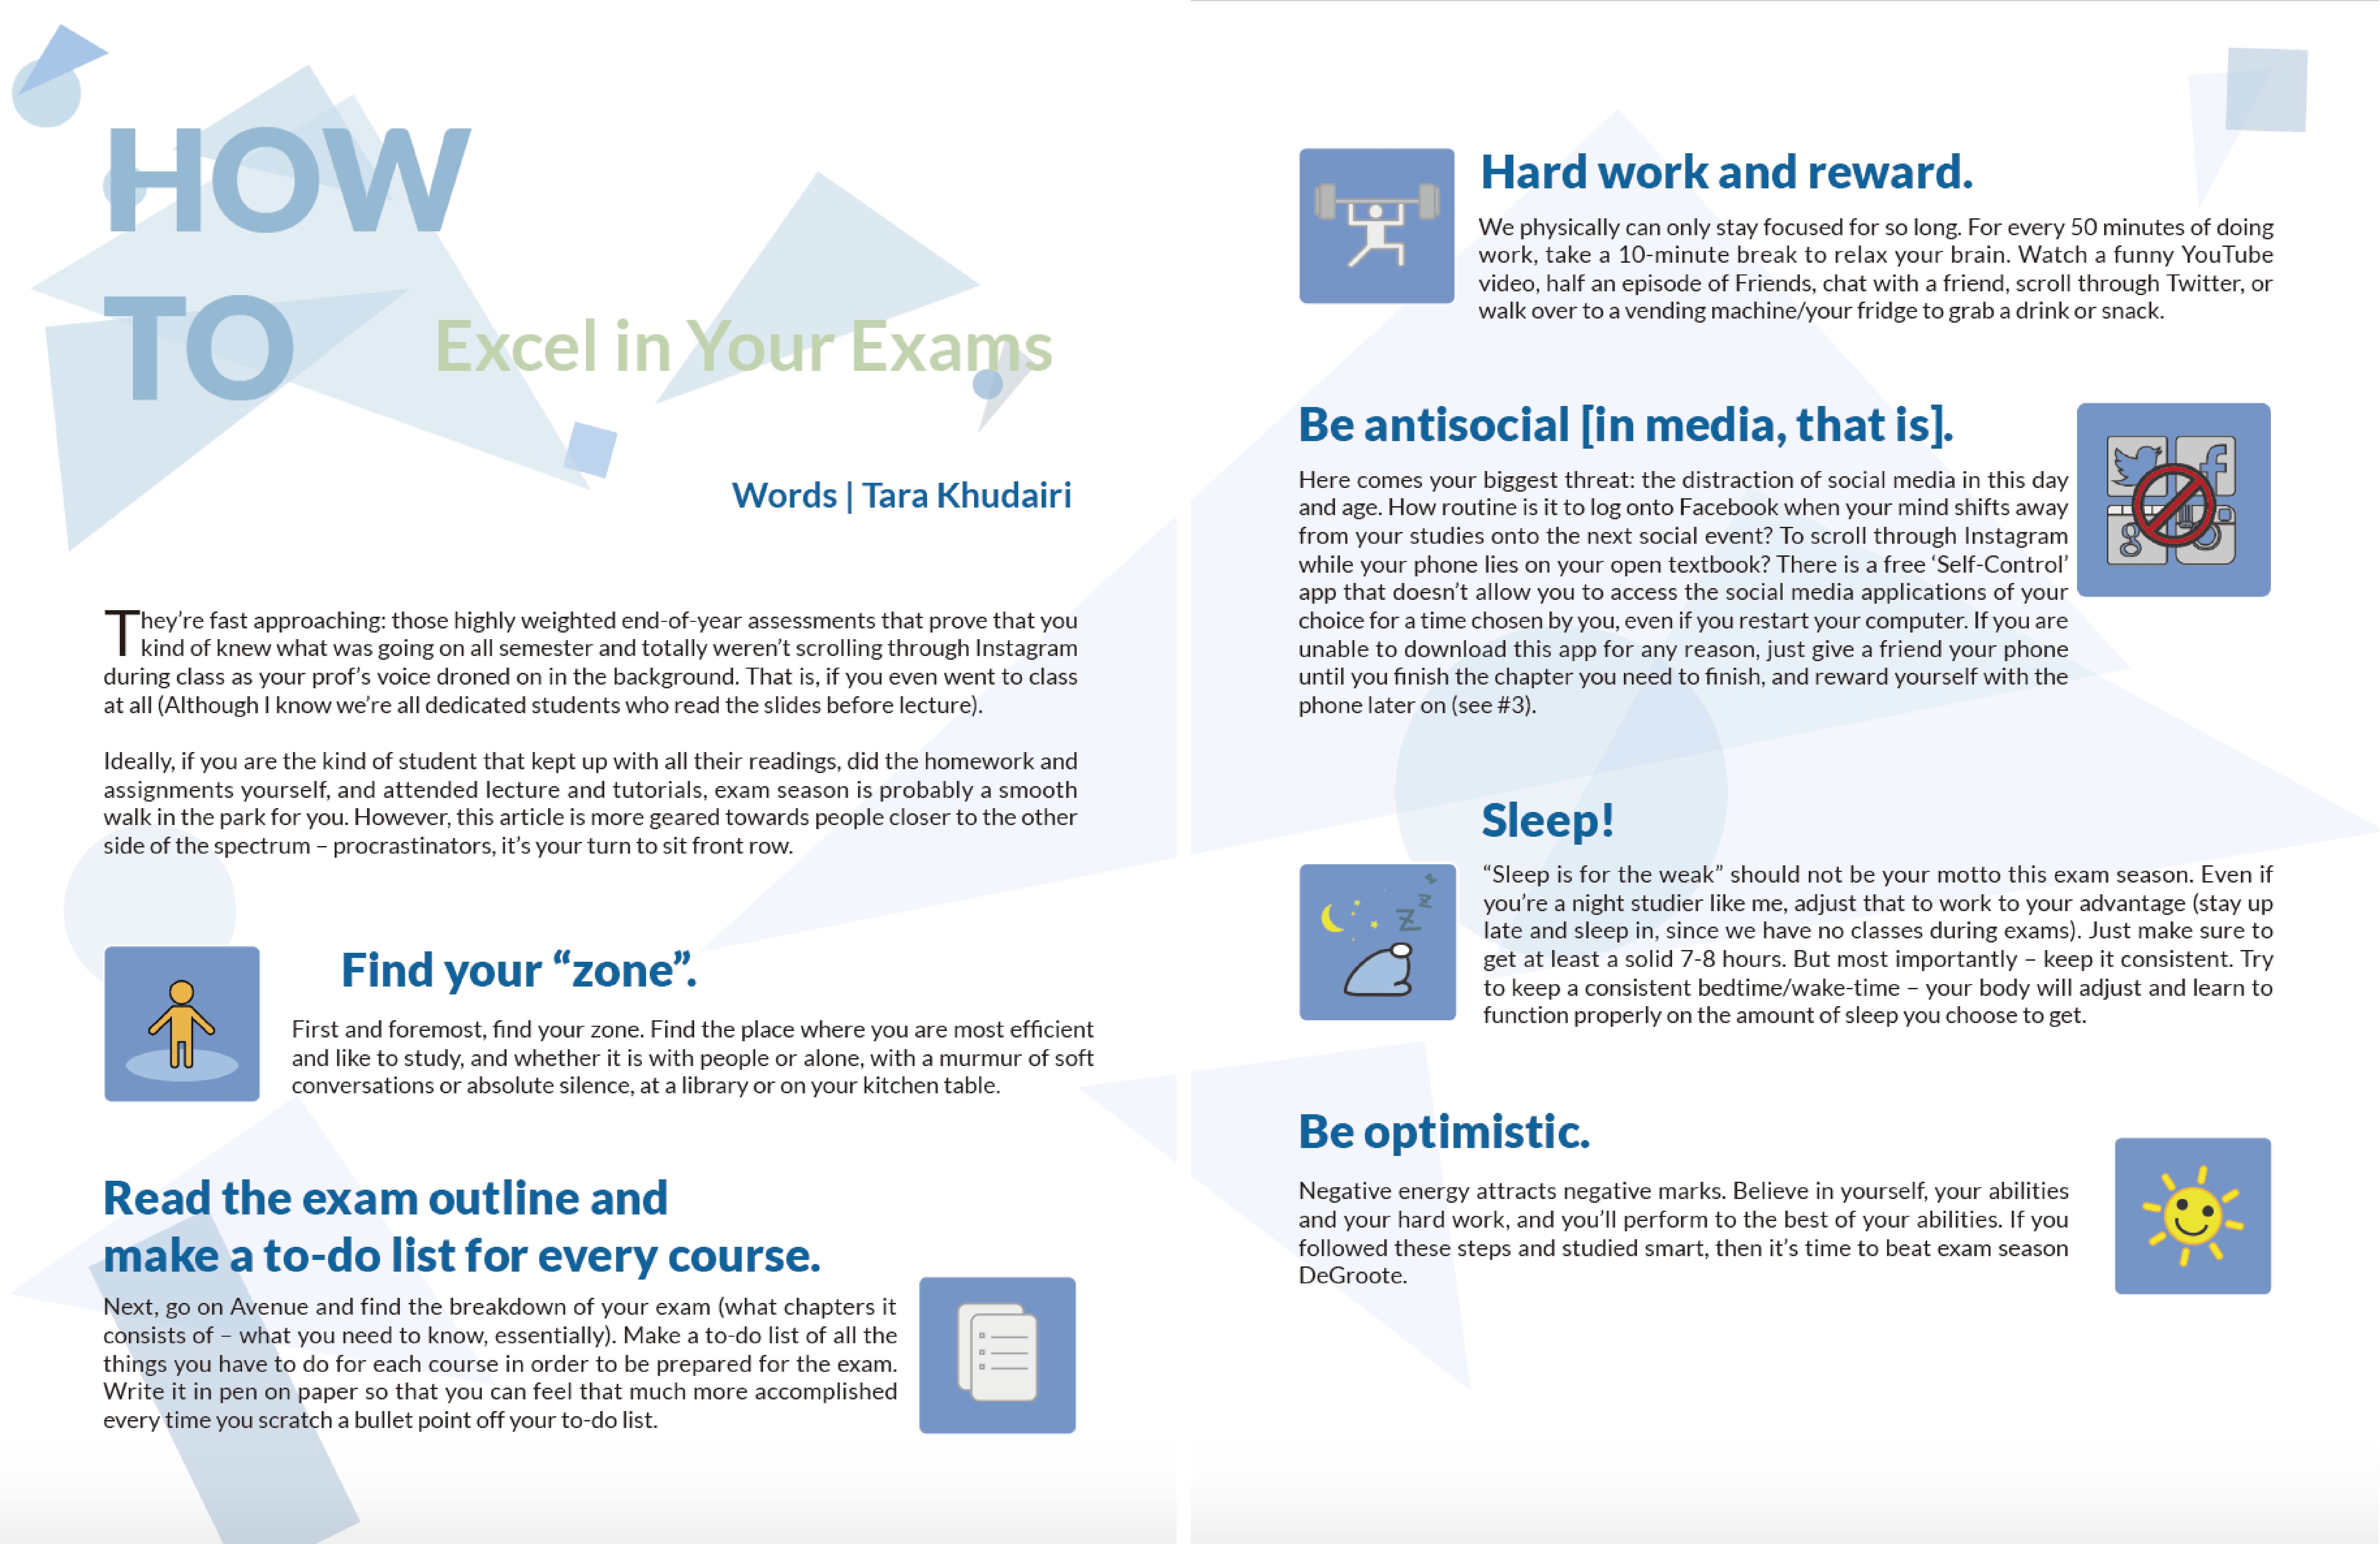 HOW
TO
Excel in Your Exams
Words | Tara Khudairi
They’re fast approaching: those highly weighted end-of-year assessments that prove that you
kind of knew what was going on all semester and totally weren’t scrolling through Instagram
during class as your prof’s voice droned on in the background. That is, if you even went to class
at all (Although I know we’re all dedicated students who read the slides before lecture).
Ideally, if you are the kind of student that kept up with all their readings, did the homework and
assignments yourself, and attended lecture and tutorials, exam season is probably a smooth
walk in the park for you. However, this article is more geared towards people closer to the other
side of the spectrum – procrastinators, it’s your turn to sit front row.
Find your “zone”.
First and foremost, find your zone. Find the place where you are most efficient
and like to study, and whether it is with people or alone, with a murmur of soft
conversations or absolute silence, at a library or on your kitchen table.
Read the exam outline and
make a to-do list for every course.
Next, go on Avenue and find the breakdown of your exam (what chapters it
consists of – what you need to know, essentially). Make a to-do list of all the
things you have to do for each course in order to be prepared for the exam.
Write it in pen on paper so that you can feel that much more accomplished
every time you scratch a bullet point off your to-do list.
Hard work and reward.
We physically can only stay focused for so long. For every 50 minutes of doing
work, take a 10-minute break to relax your brain. Watch a funny YouTube
video, half an episode of Friends, chat with a friend, scroll through Twitter, or
walk over to a vending machine/your fridge to grab a drink or snack.
Be antisocial [in media, that is].
Here comes your biggest threat: the distraction of social media in this day
and age. How routine is it to log onto Facebook when your mind shifts away
from your studies onto the next social event? To scroll through Instagram
while your phone lies on your open textbook? There is a free ‘Self-Control’
app that doesn’t allow you to access the social media applications of your
choice for a time chosen by you, even if you restart your computer. If you are
unable to download this app for any reason, just give a friend your phone
until you finish the chapter you need to finish, and reward yourself with the
phone later on (see #3).
f
g
Sleep!
“Sleep is for the weak” should not be your motto this exam season. Even if
you’re a night studier like me, adjust that to work to your advantage (stay up
late and sleep in, since we have no classes during exams). Just make sure to
get at least a solid 7-8 hours. But most importantly – keep it consistent. Try
to keep a consistent bedtime/wake-time – your body will adjust and learn to
function properly on the amount of sleep you choose to get.
z z z
Be optimistic.
Negative energy attracts negative marks. Believe in yourself, your abilities
and your hard work, and you’ll perform to the best of your abilities. If you
followed these steps and studied smart, then it’s time to beat exam season
DeGroote.